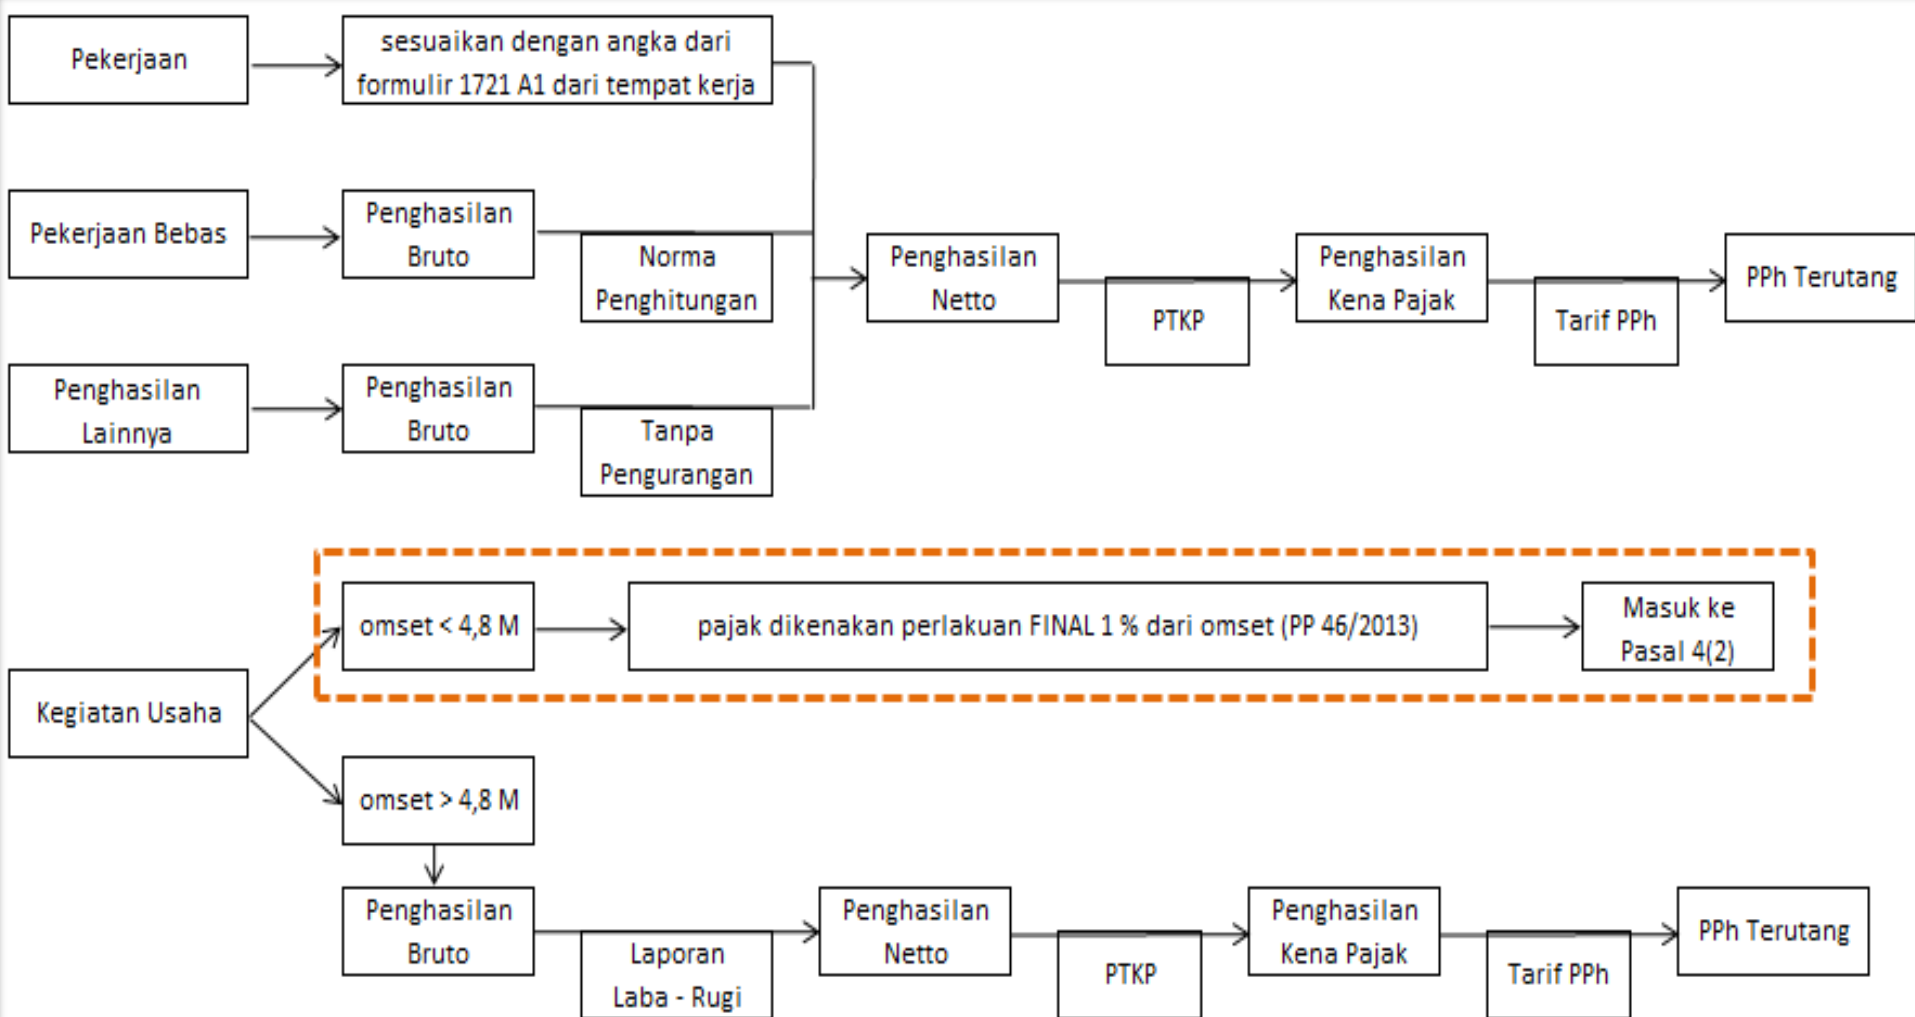 Pekerjaan
sesuaikan dengan angka dari
formulir 1721 A1 dari tempat kerja
Pekerjaan Bebas
Penghasilan
Bruto
Norma
Penghitungan
Penghasilan
Netto
PTKP
Penghasilan
Kena Pajak
Tarif PPh
PPh Terutang
Penghasilan
Lainnya
Penghasilan
Bruto
Tanpa
Pengurangan
Kegiatan Usaha
omset < 4,8 M
pajak dikenakan perlakuan FINAL 1 % dari omset (PP 46/2013)
Masuk ke
Pasal 4(2)
omset > 4,8 M
Penghasilan
Bruto
Laporan
Laba - Rugi
Penghasilan
Netto
PTKP
Penghasilan
Kena Pajak
Tarif PPh
PPh Terutang